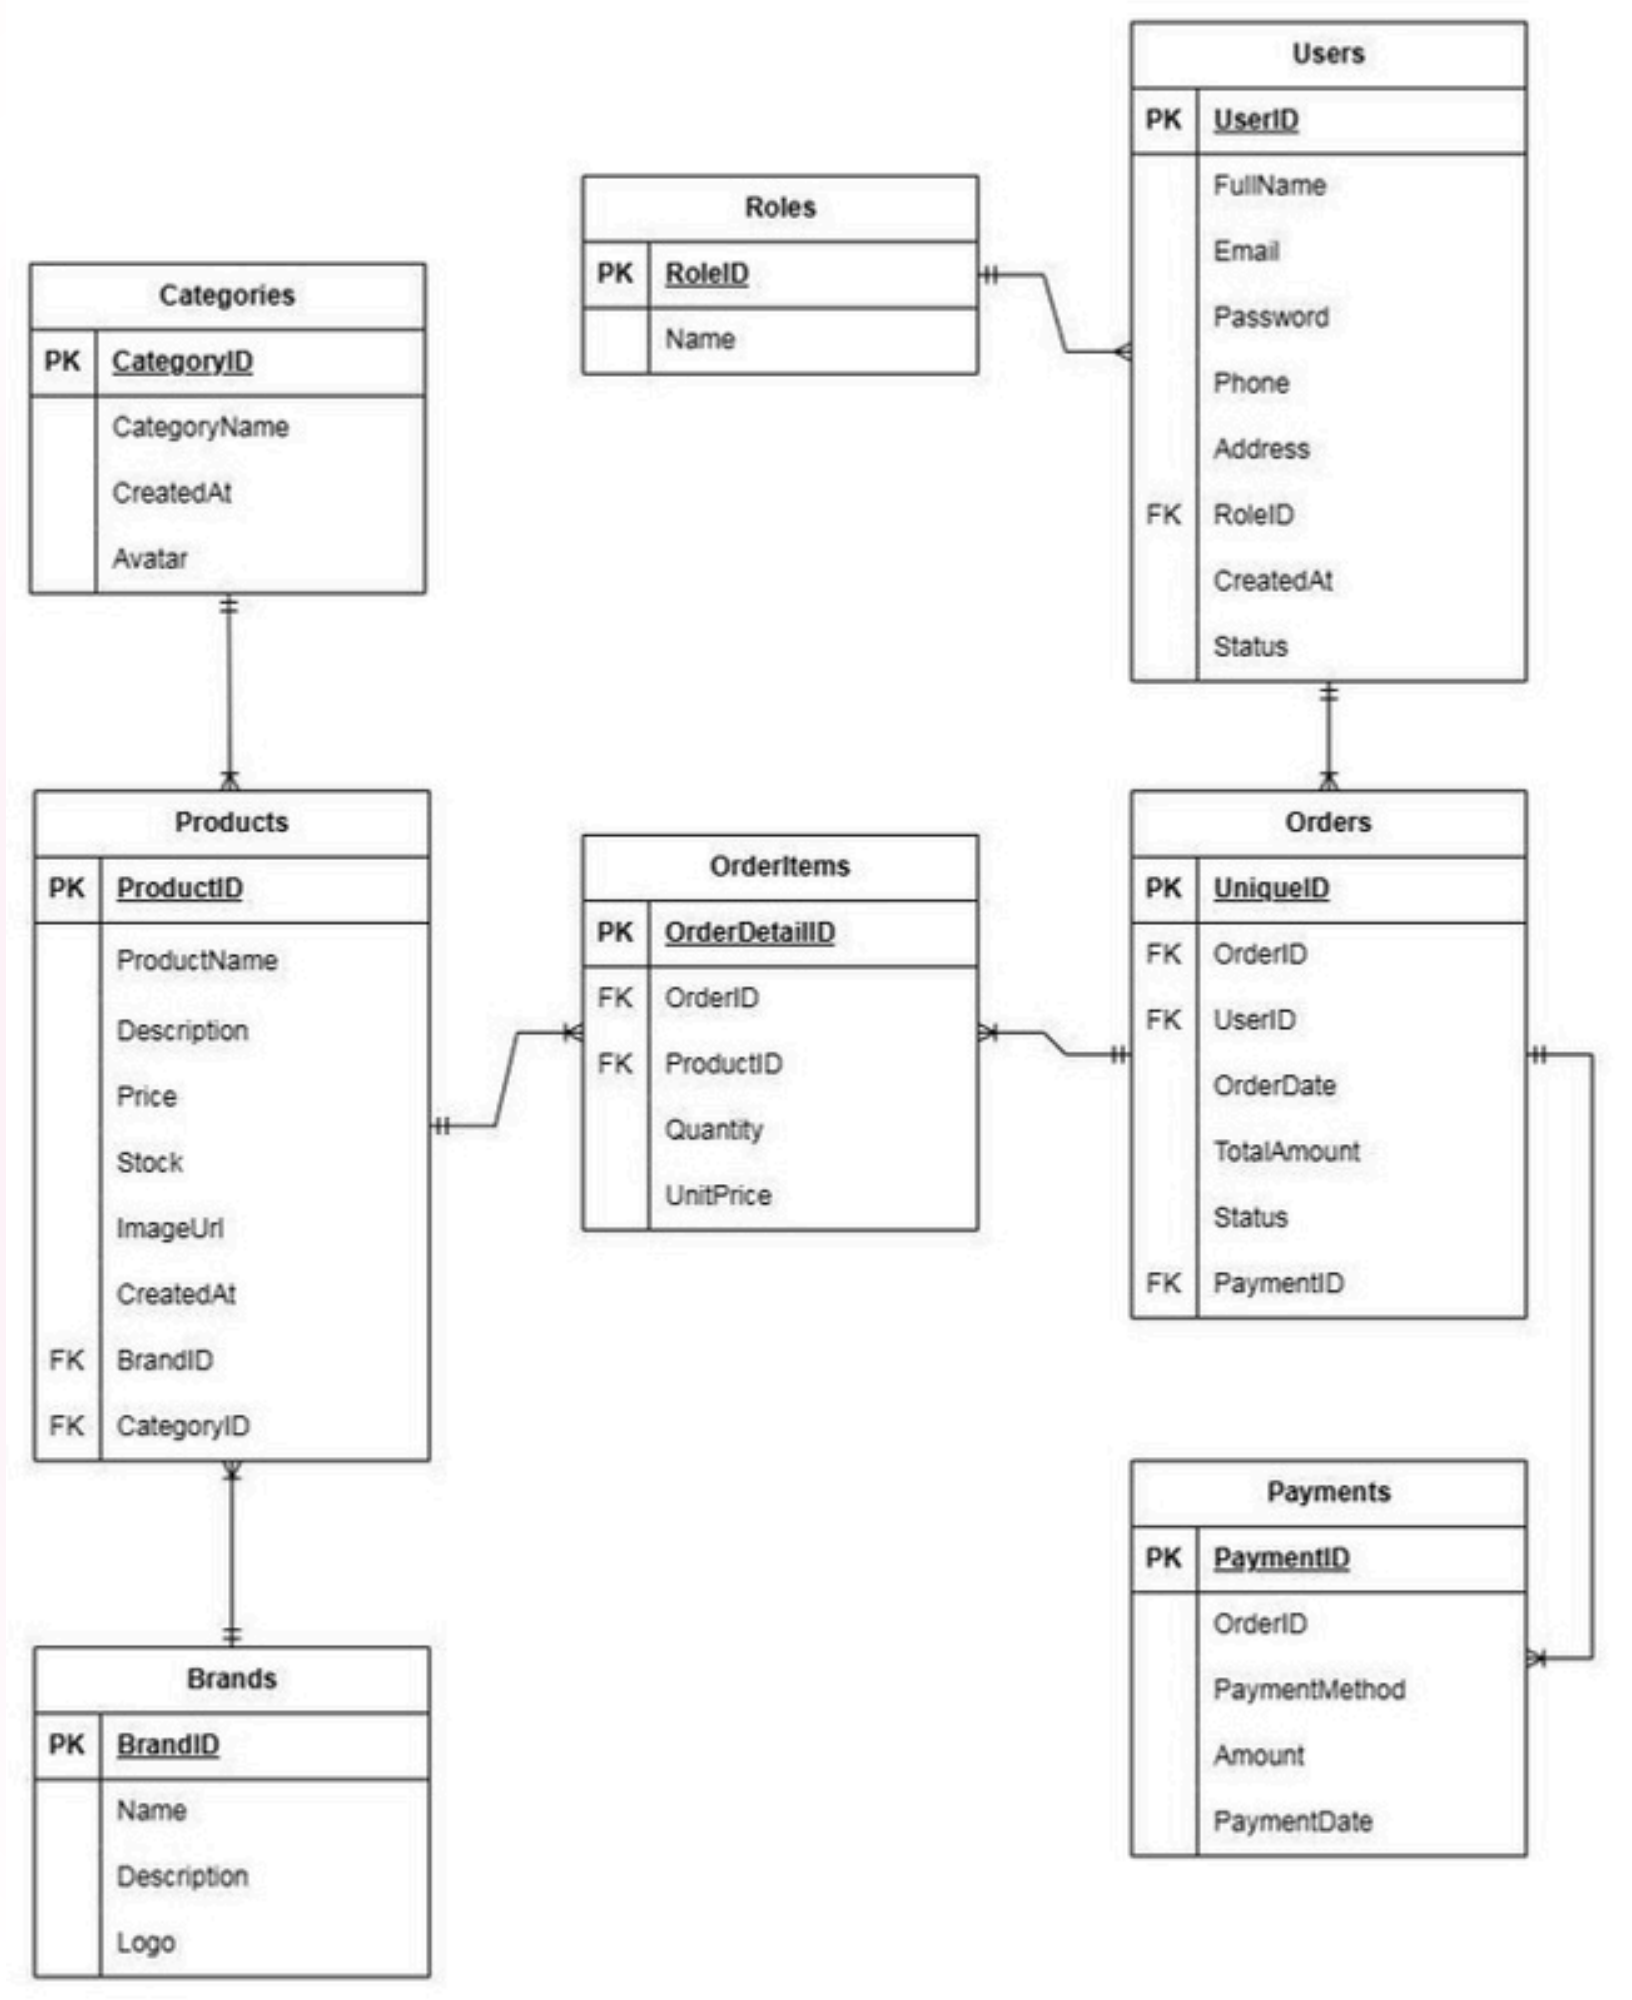 Users
PK UserID
FullName
Email
Password
Phone
Address
FK RoleID
CreatedAt
Status
Roles
PK RoleID
Name
Categories
PK CategoryID
CategoryName
CreatedAt
Avatar
Products
PK ProductID
ProductName
Description
Price
Stock
ImageUrl
CreatedAt
FK BrandID
FK CategoryID
OrderItems
PK OrderDetailID
FK OrderID
FK ProductID
Quantity
UnitPrice
Orders
PK UniqueID
FK OrderID
FK UserID
OrderDate
TotalAmount
Status
FK PaymentID
Payments
PK PaymentID
OrderID
PaymentMethod
Amount
PaymentDate
Brands
PK BrandID
Name
Description
Logo